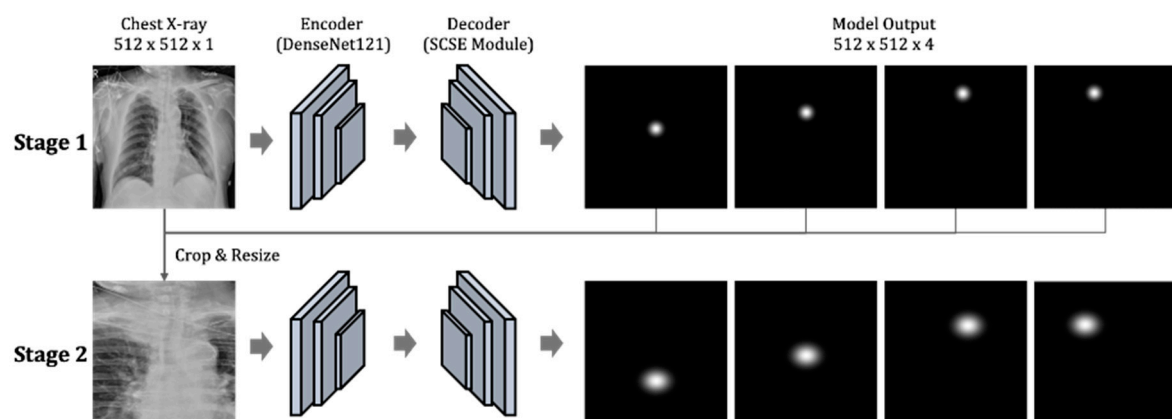 Chest X-ray
512 x 512 x 1
Encoder
(DenseNet121)
Decoder
(SCSE Module)
Model Output
512 x 512 x 4
Stage 1
R
Crop & Resize
Stage 2